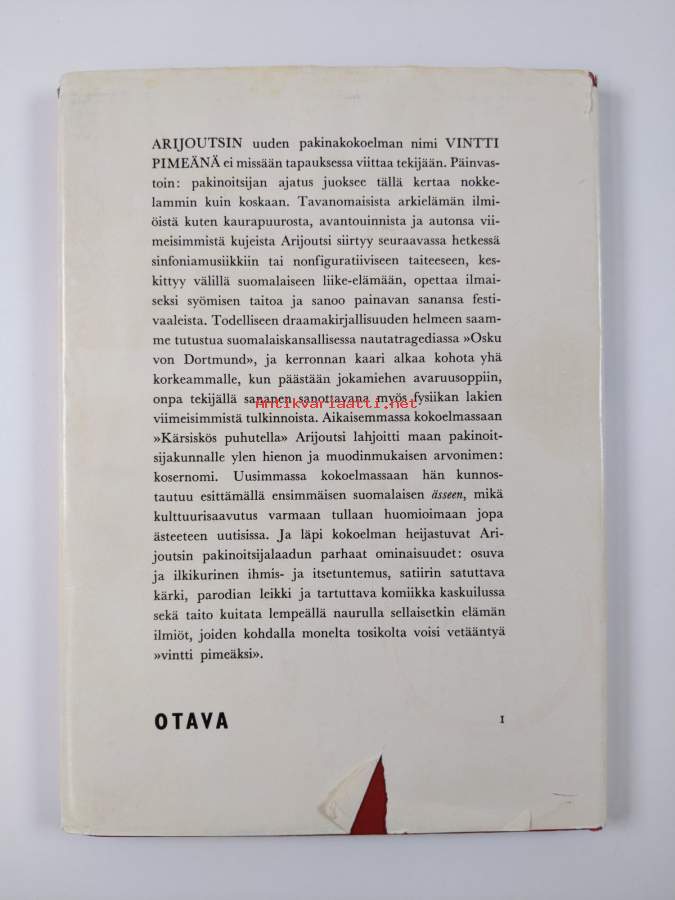 ARIJOUTSIN uuden pakinakokoelman nimi VINTTI
PIMEÄNÄ ei missään tapauksessa viittaa tekijään. Päinvas-
toin: pakinoitsijan ajatus juoksee tällä kertaa nokke-
lammin kuin koskaan. Tavanomaisista arkielämän ilmi-
öistä kuten kaurapuurosta, avantouinnista ja autonsa vii-
meisimmistä kujeista Arijoutsi siirtyy seuraavassa hetkessä
sinfoniamusiikkiin tai nonfiguratiiviseen taiteeseen, kes-
kittyy välillä suomalaiseen liike-elämään, opettaa ilmai-
seksi syömisen taitoa ja sanoo painavan sanansa festi-
vaaleista. Todelliseen draamakirjallisuuden helmeen saam-
me tutustua suomalaiskansallisessa nautatragediassa »Osku
von Dortmund», ja kerronnan kaari alkaa kohota yhä
korkeammalle, kun päästään jokamiehen avaruusoppiin,
onpa tekijällä sananen sanottavana myös fysiikan lakien
Antikvariaatti.net
viimeisimmistä tulkinnoista. Aikaisemmassa kokoelmassaan
»Kärsiskös puhutella» Arijoutsi lahjoitti maan pakinoit-
sijakunnalle ylen hienon ja muodinmukaisen arvonimen:
kosernomi. Uusimmassa kokoelmassaan hän kunnos-
tautuu esittämällä ensimmäisen suomalaisen ässeen, mikä
kulttuurisaavutus varmaan tullaan huomioimaan jopa
ästeeteen uutisissa. Ja läpi kokoelman heijastuvat Ari-
joutsin pakinoitsijalaadun parhaat ominaisuudet: osuva
ja ilkikurinen ihmis- ja itsetuntemus, satiirin satuttava
kärki, parodian leikki ja tartuttava komiikka kaskuilussa
sekä taito kuitata lempeällä naurulla sellaisetkin elämän
ilmiöt, joiden kohdalla monelta tosikolta voisi vetääntyä
»vintti pimeäksi».
OTAVA
I